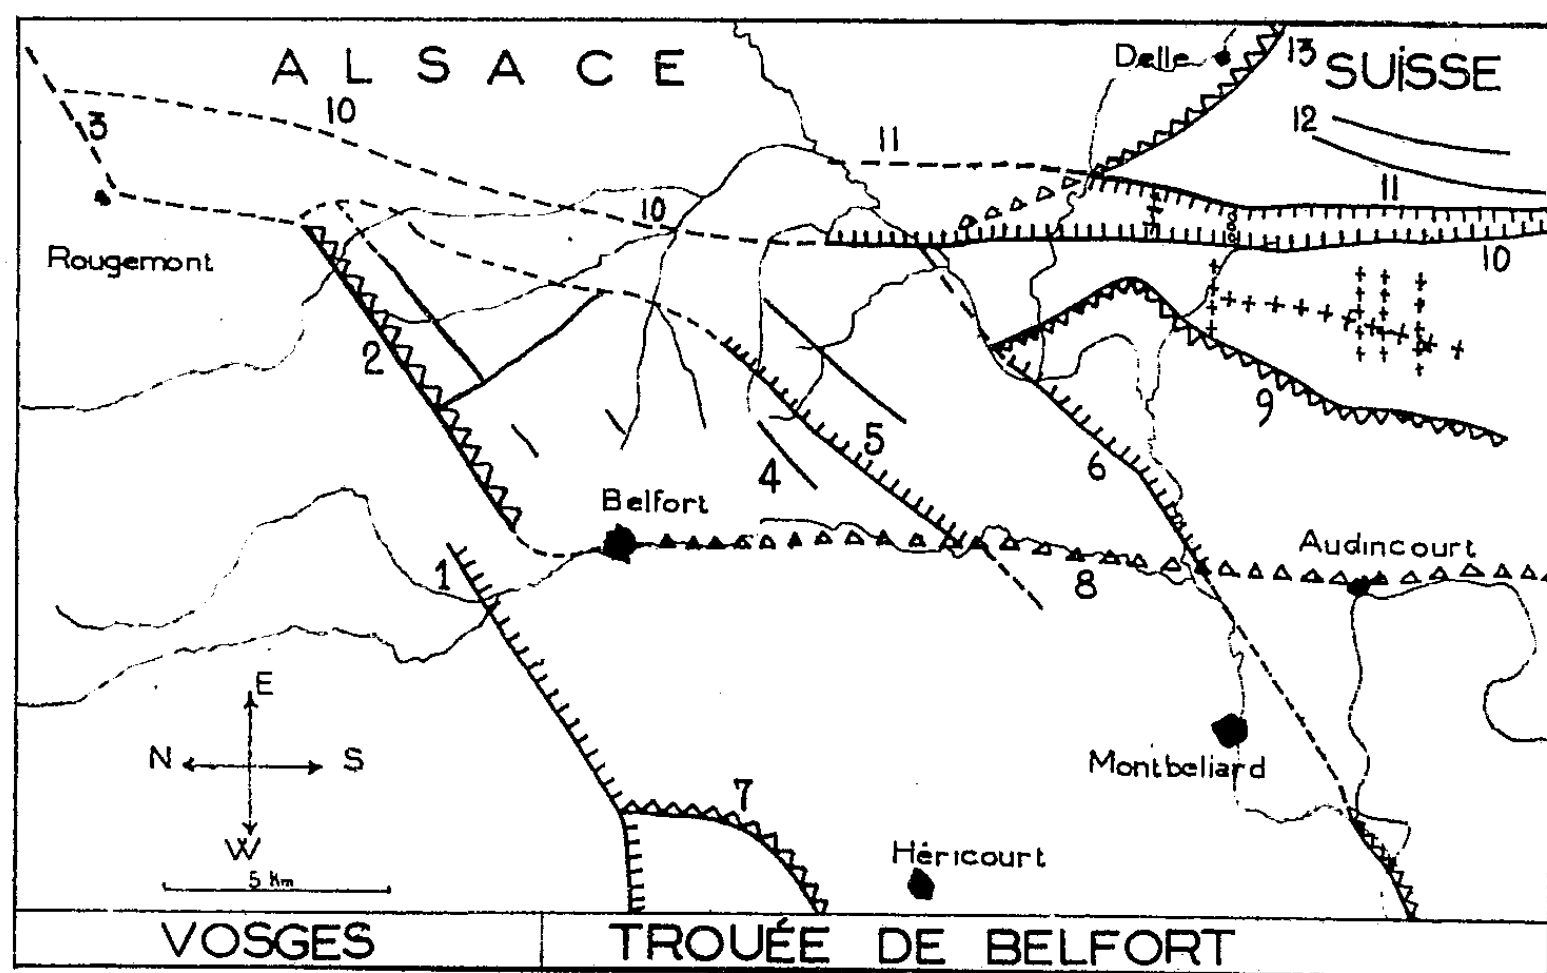 Delle
13
ALSACE
SUiSSE
10
3
12
11
11
10
10
Rougemont
2
9
5
6
4
Belfort
Audincourt
1
8
E
N
S
Montbeliard
7
W
Héricourt
5 Km
VOSGES
TROUÉE DE BELFORT